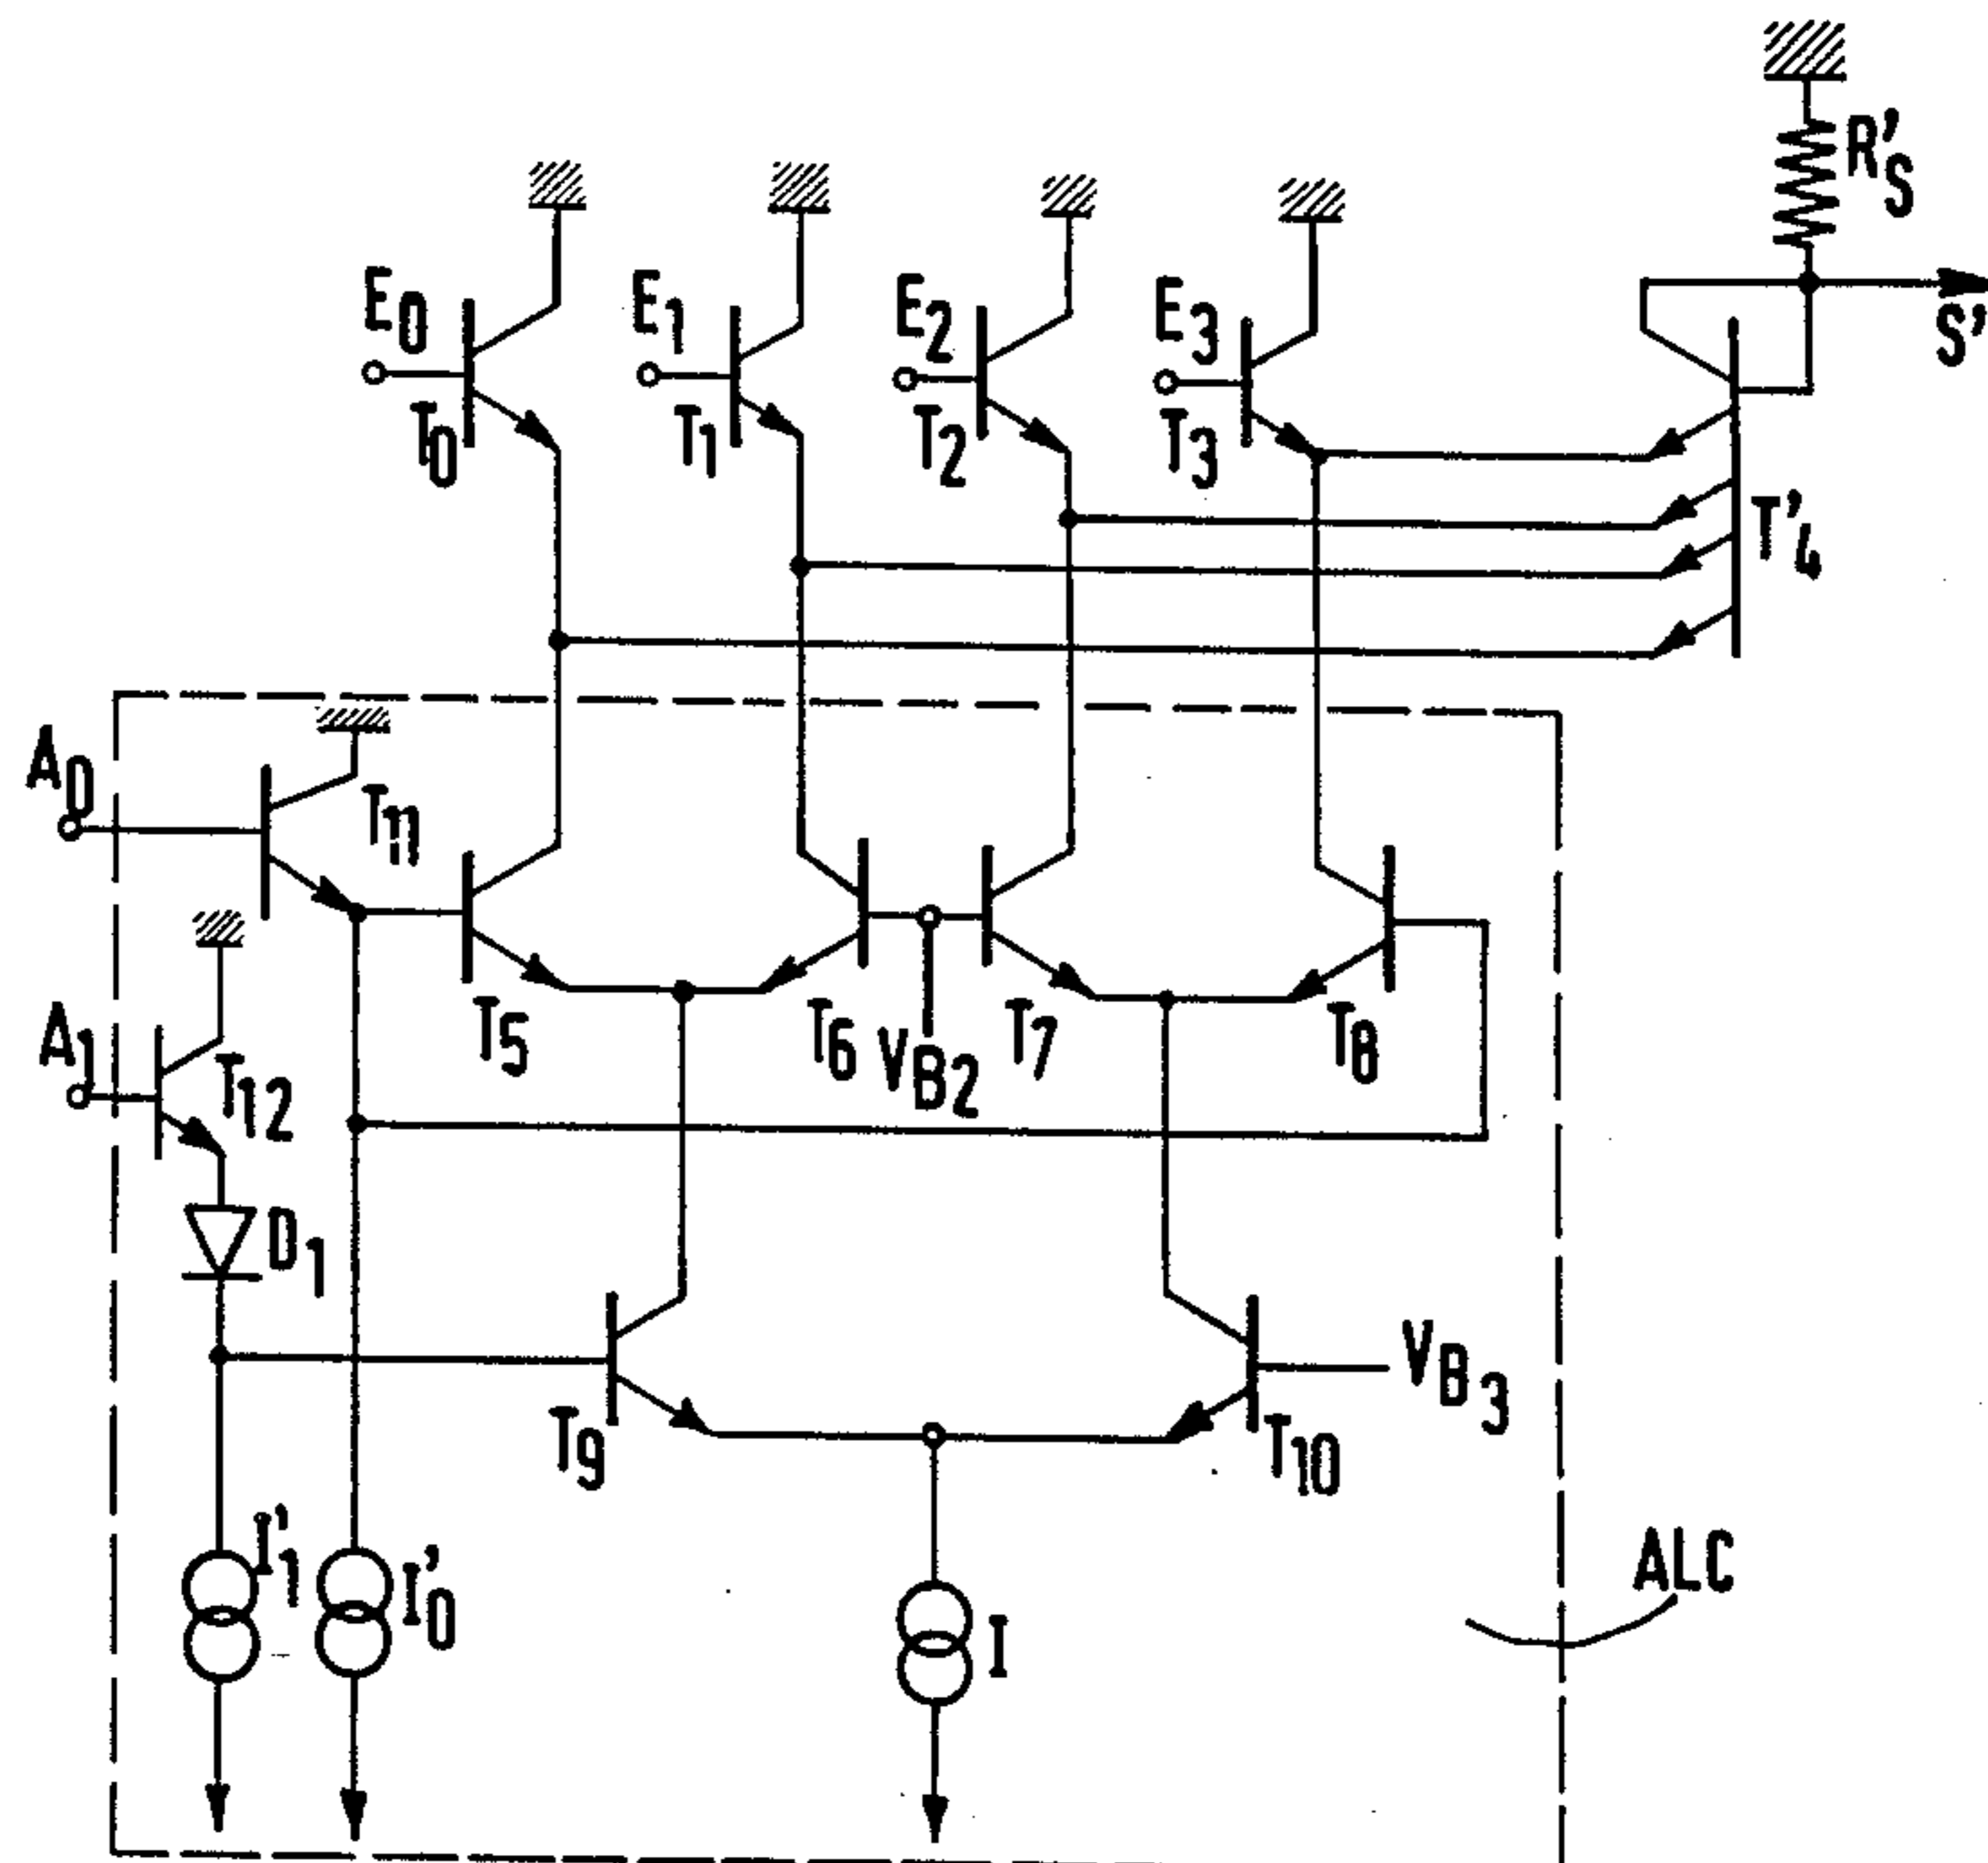 R'S
E0
E1
E2
E3
S'
T0
T1
T2
T3
T'4
A0
T11
A1
T12
T5
T6
VB2
T7
T8
D1
VB3
T9
T10
I'1
I'0
I
ALC